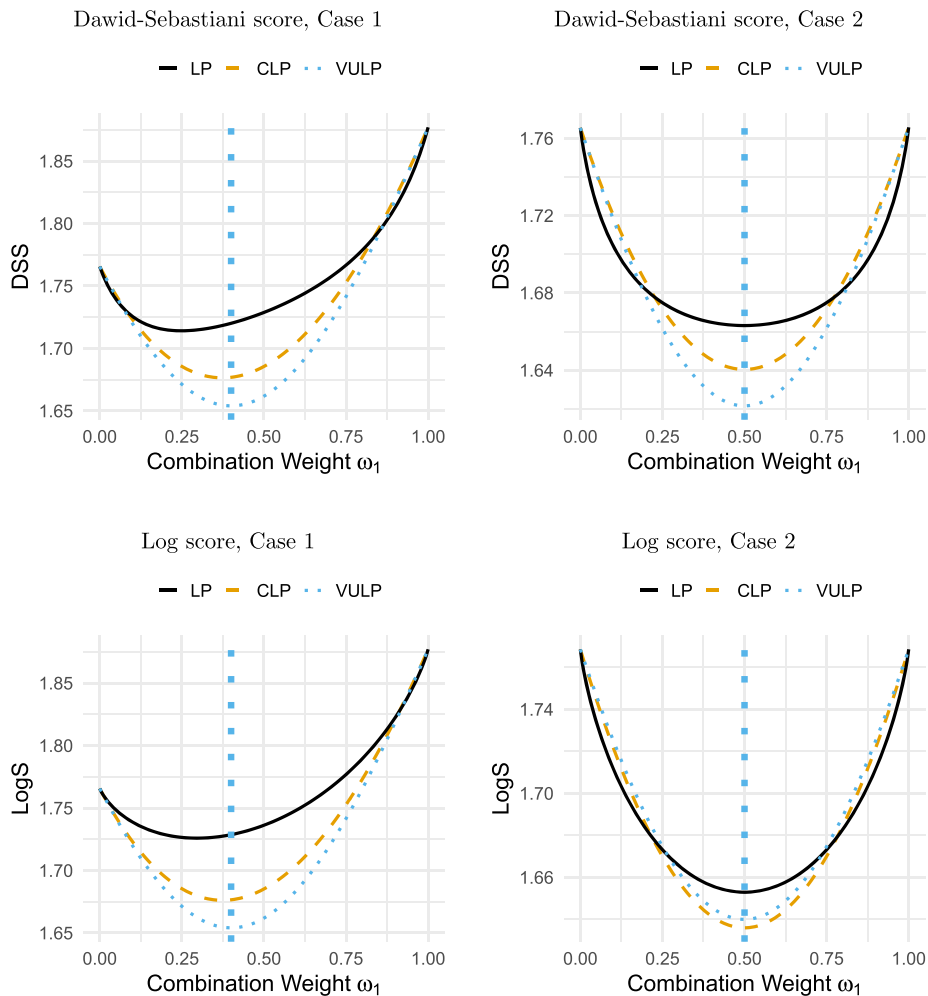 Dawid-Sebastiani score, Case 1
LP CLP VULP
DSS
1.85
1.80
1.75
1.70
1.65
0.00 0.25 0.50 0.75 1.00
Combination Weight ω₁
Dawid-Sebastiani score, Case 2
LP CLP VULP
DSS
1.76
1.72
1.68
1.64
0.00 0.25 0.50 0.75 1.00
Combination Weight ω₁
Log score, Case 1
LP CLP VULP
LogS
1.85
1.80
1.75
1.70
1.65
0.00 0.25 0.50 0.75 1.00
Combination Weight ω₁
Log score, Case 2
LP CLP VULP
LogS
1.74
1.70
1.66
0.00 0.25 0.50 0.75 1.00
Combination Weight ω₁